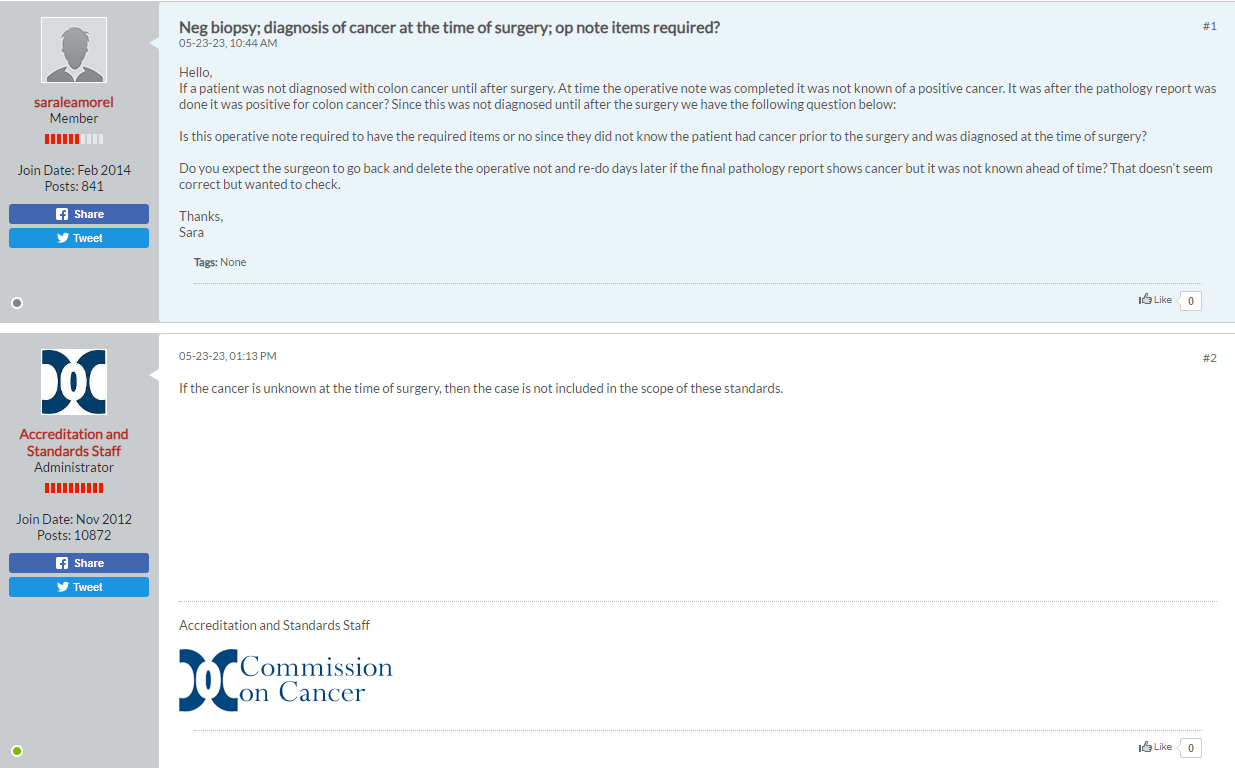 Neg biopsy; diagnosis of cancer at the time of surgery; op note items required?
#1
05-23-23, 10:44 AM
saraleamorel
Member
Join Date: Feb 2014
Posts: 841
Share
Tweet
Hello,
If a patient was not diagnosed with colon cancer until after surgery. At time the operative note was completed it was not known of a positive cancer. It was after the pathology report was
done it was positive for colon cancer? Since this was not diagnosed until after the surgery we have the following question below:
Is this operative note required to have the required items or no since they did not know the patient had cancer prior to the surgery and was diagnosed at the time of surgery?
Do you expect the surgeon to go back and delete the operative not and re-do days later if the final pathology report shows cancer but it was not known ahead of time? That doesn't seem
correct but wanted to check.
Thanks,
Sara
Tags: None
Like 0
05-23-23, 01:13 PM
#2
Accreditation and
Standards Staff
Administrator
Join Date: Nov 2012
Posts: 10872
Share
Tweet
If the cancer is unknown at the time of surgery, then the case is not included in the scope of these standards.
Accreditation and Standards Staff
Commission
on Cancer
Like 0